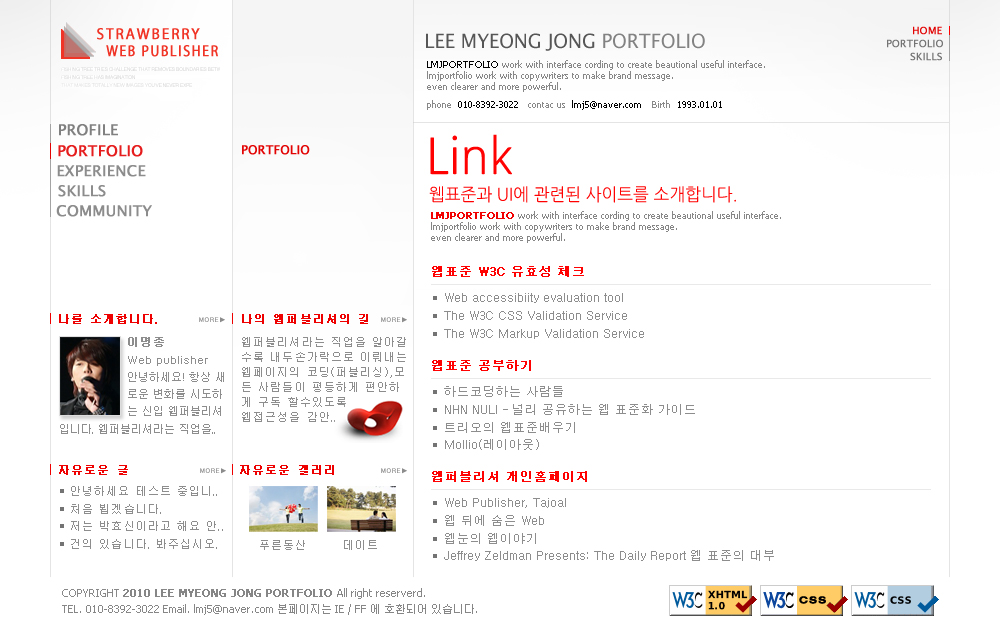 STRAWBERRY
WEB PUBLISHER
PROFILE
PORTFOLIO
EXPERIENCE
SKILLS
COMMUNITY
PORTFOLIO
LEE MYEONG JONG PORTFOLIO
LMJPORTFOLIO work with interface cording to create beautional useful interface.
lmjportfolio work with copywriters to make brand message.
even clearer and more powerful.
phone 010-8392-3022 contac us lmj5@naver.com Birth 1993.01.01
HOME
PORTFOLIO
SKILLS
Link
웹표준과 UI에 관련된 사이트를 소개합니다.
LMJPORTFOLIO work with interface cording to create beautional useful interface.
lmjportfolio work with copywriters to make brand message.
even clearer and more powerful.
웹표준 W3C 유효성 체크
Web accessibiity evaluation tool
The W3C CSS Validation Service
The W3C Markup Validation Service
웹표준 공부하기
하드코딩하는 사람들
NHN NULI - 널리 공유하는 웹 표준화 가이드
트리오의 웹표준배우기
Mollio(레이아웃)
웹퍼블리셔 개인홈페이지
Web Publisher, Tajoal
웹 뒤에 숨은 Web
웹눈의 웹이야기
Jeffrey Zeldman Presents: The Daily Report 웹 표준의 대부
나를 소개합니다. MORE▶
이명종
Web publisher
안녕하세요! 항상 새
로운 변화를 시도하
는 신입 웹퍼블리셔
입니다. 웹퍼블리셔라는 직업을..
나의 웹퍼블리셔의 길 MORE▶
웹퍼블리셔라는 직업을 알아갈
수록 내두손가락으로 이뤄내는
웹페이지의 코딩(퍼블리싱),모
든 사람들이 평등하게 편안하
게 구독 할수있도록
웹접근성을 감안..
자유로운 글 MORE▶
안녕하세요 테스트 중입니..
처음 뵙겠습니다.
저는 박효신이라고 해요 안..
건의 있습니다. 봐주십시오.
자유로운 갤러리 MORE▶
푸른동산 데이트
COPYRIGHT 2010 LEE MYEONG JONG PORTFOLIO All right reserverd.
TEL. 010-8392-3022 Email. lmj5@naver.com 본페이지는 IE / FF 에 호환되어 있습니다.
W3C XHTML 1.0
W3C CSS
W3C CSS